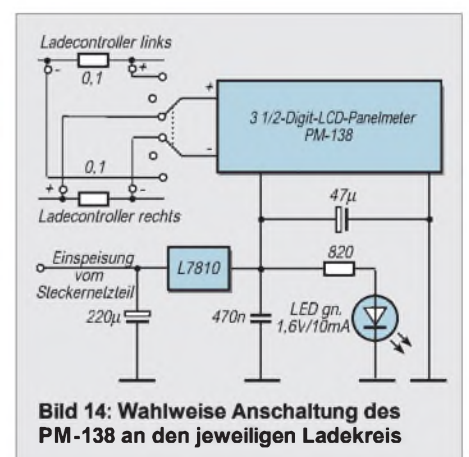 Ladecontroller links
- +
0,1
+
3 1/2-Digit-LCD-Panelmeter
PM-138
-
0,1
+ -
Ladecontroller rechts
47µ
Einspeisung
vom
Steckernetzteil
L7810
820
220µ
470n
LED gn.
1,6V/10mA
Bild 14: Wahlweise Anschaltung des
PM-138 an den jeweiligen Ladekreis